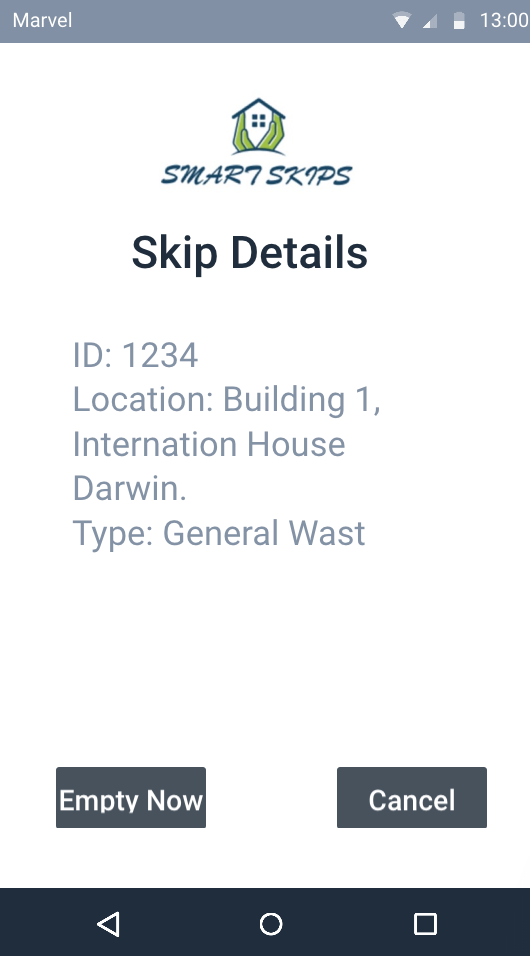 Marvel
13:00
SMART SKIPS
Skip Details
ID: 1234
Location: Building 1,
Internation House
Darwin.
Type: General Wast
Empty Now
Cancel